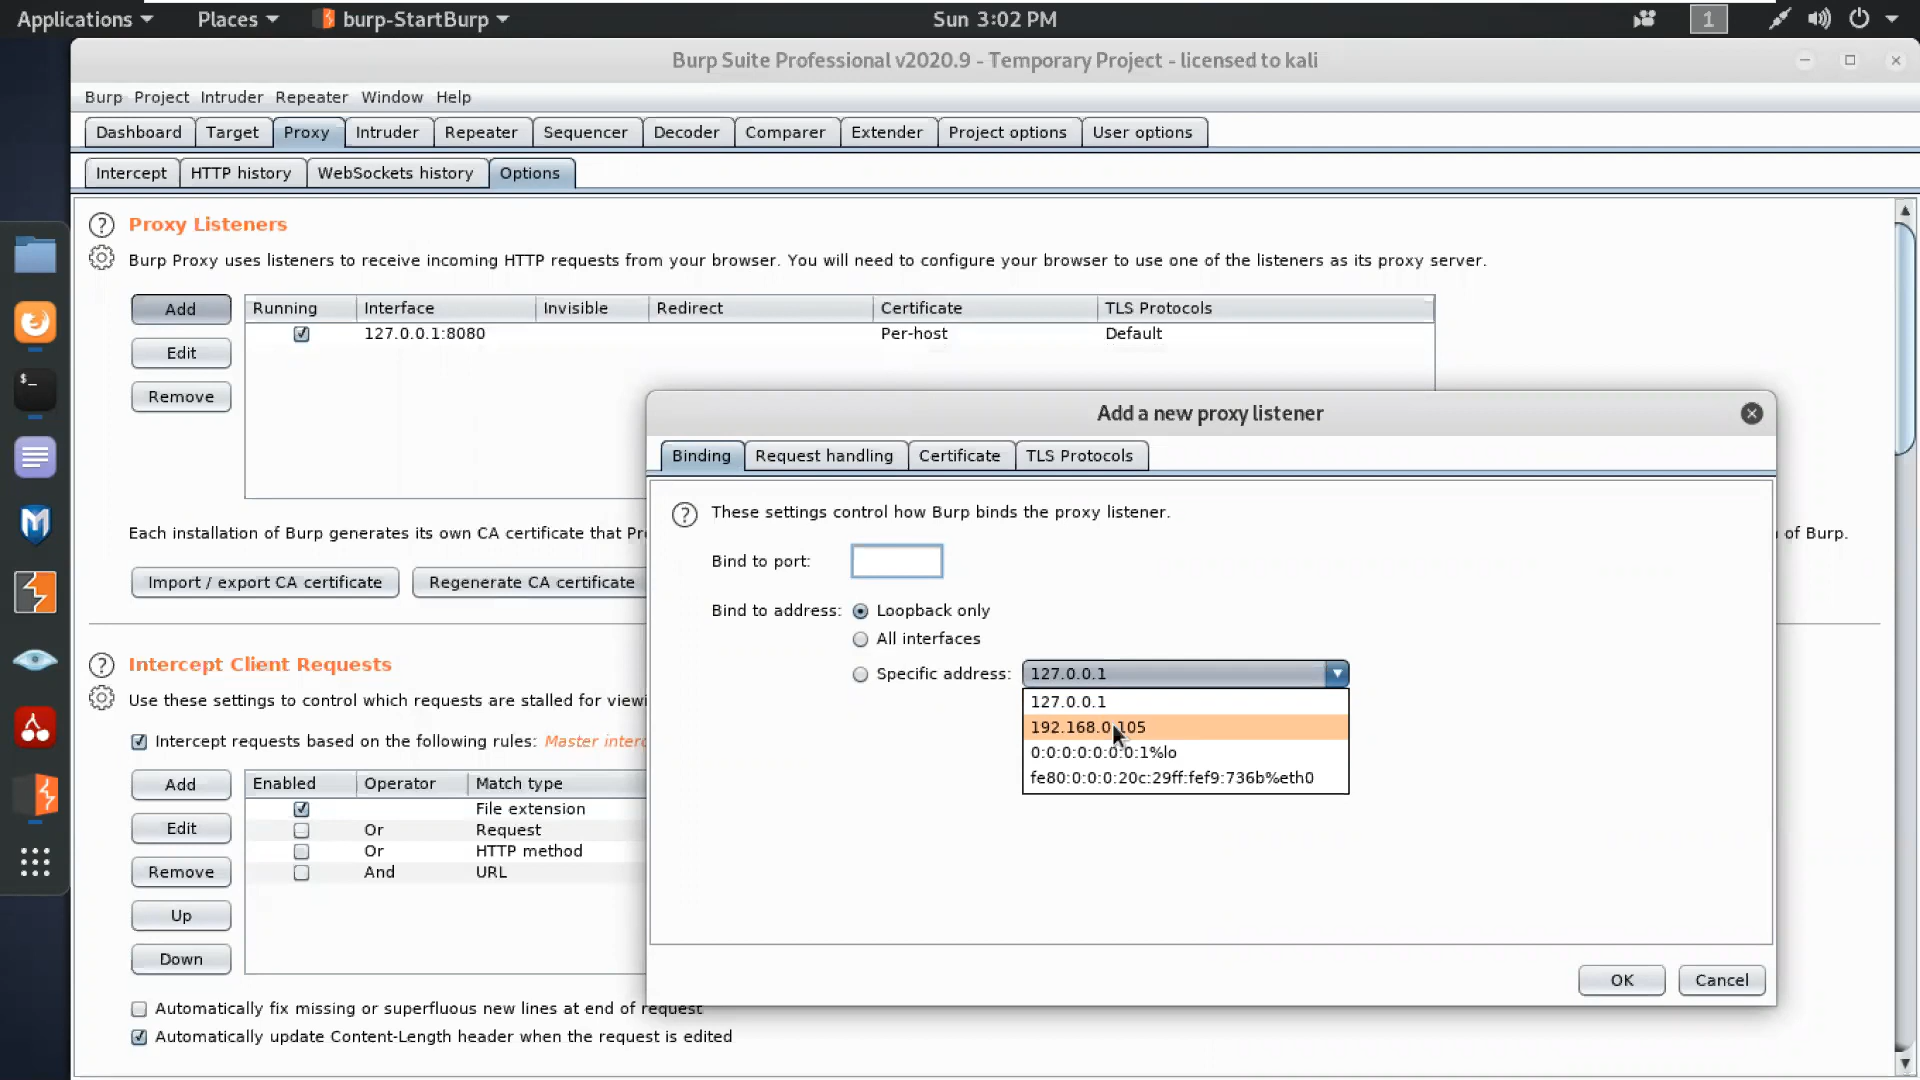 Applications Places burp-StartBurp Sun 3:02 PM 1
Burp Suite Professional v2020.9 - Temporary Project - licensed to kali
Burp Project Intruder Repeater Window Help
Dashboard Target Proxy Intruder Repeater Sequencer Decoder Comparer Extender Project options User options
Intercept HTTP history WebSockets history Options
? Proxy Listeners
Burp Proxy uses listeners to receive incoming HTTP requests from your browser. You will need to configure your browser to use one of the listeners as its proxy server.
Add Running Interface Invisible Redirect Certificate TLS Protocols
127.0.0.1:8080 Per-host Default
Edit
Remove
Each installation of Burp generates its own CA certificate that Pr
n of Burp.
Import / export CA certificate Regenerate CA certificate
Add a new proxy listener
Binding Request handling Certificate TLS Protocols
? These settings control how Burp binds the proxy listener.
Bind to port:
Bind to address: Loopback only
All interfaces
Specific address: 127.0.0.1
127.0.0.1
192.168.0.105
0:0:0:0:0:0:0:1%lo
fe80:0:0:0:20c:29ff:fef9:736b%eth0
OK Cancel
? Intercept Client Requests
Use these settings to control which requests are stalled for viewi
Intercept requests based on the following rules: Master interc
Add Enabled Operator Match type
File extension
Edit Or Request
Or HTTP method
Remove And URL
Up
Down
Automatically fix missing or superfluous new lines at end of request
Automatically update Content-Length header when the request is edited